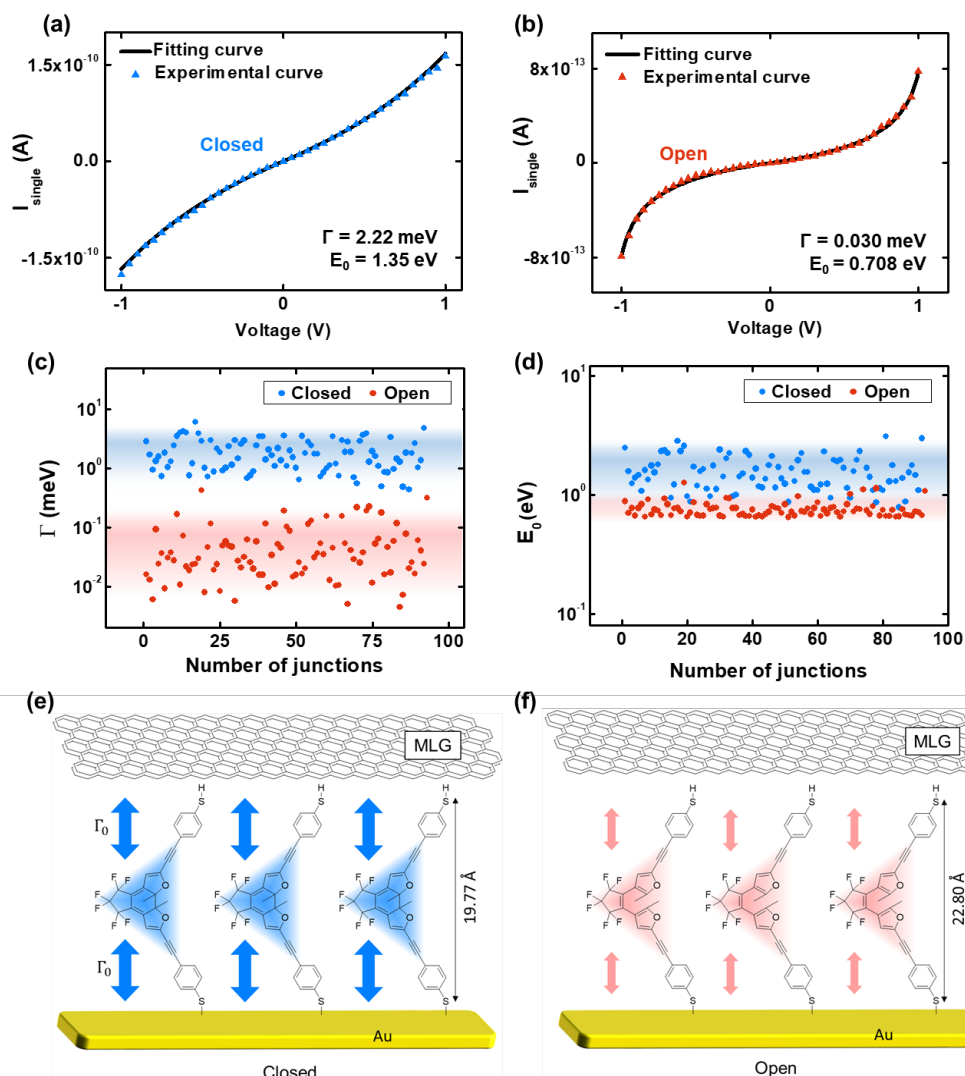 (a)
1.5x10⁻¹⁰
0.0
-1.5x10⁻¹⁰
I_single (A)
Fitting curve
Experimental curve
Closed
Γ = 2.22 meV
E₀ = 1.35 eV
-1
0
1
Voltage (V)
(b)
8x10⁻¹³
0
-8x10⁻¹³
I_single (A)
Fitting curve
Experimental curve
Open
Γ = 0.030 meV
E₀ = 0.708 eV
-1
0
1
Voltage (V)
(c)
Closed
Open
10¹
10⁰
10⁻¹
10⁻²
Γ (meV)
0
25
50
75
100
Number of junctions
(d)
Closed
Open
10¹
10⁰
10⁻¹
E₀(eV)
0
20
40
60
80
100
Number of junctions
(e)
MLG
H
H
H
S
S
S
Γ₀
F
F
F
F
F
F
O
O
F
F
F
F
F
F
O
O
F
F
F
F
F
F
O
O
19.77 Å
Γ₀
S
S
S
Au
Closed
(f)
MLG
H
H
H
S
S
S
F
F
F
F
F
F
O
O
F
F
F
F
F
F
O
O
F
F
F
F
F
F
O
O
22.80 Å
S
S
S
Au
Open